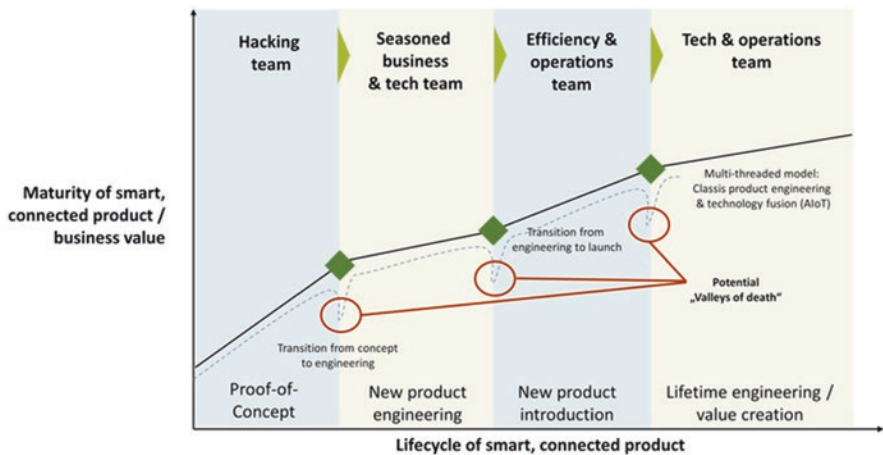 Hacking
team
Seasoned
business
& tech team
Efficiency &
operations
team
Tech & operations
team
Maturity of smart,
connected product /
business value
Multi-threaded model:
Classis product engineering
& technology fusion (AIoT)
Transition from
engineering to launch
Potential
„Valleys of death“
Transition from concept
to engineering
Proof-of-
Concept
New product
engineering
New product
introduction
Lifetime engineering /
value creation
Lifecycle of smart, connected product